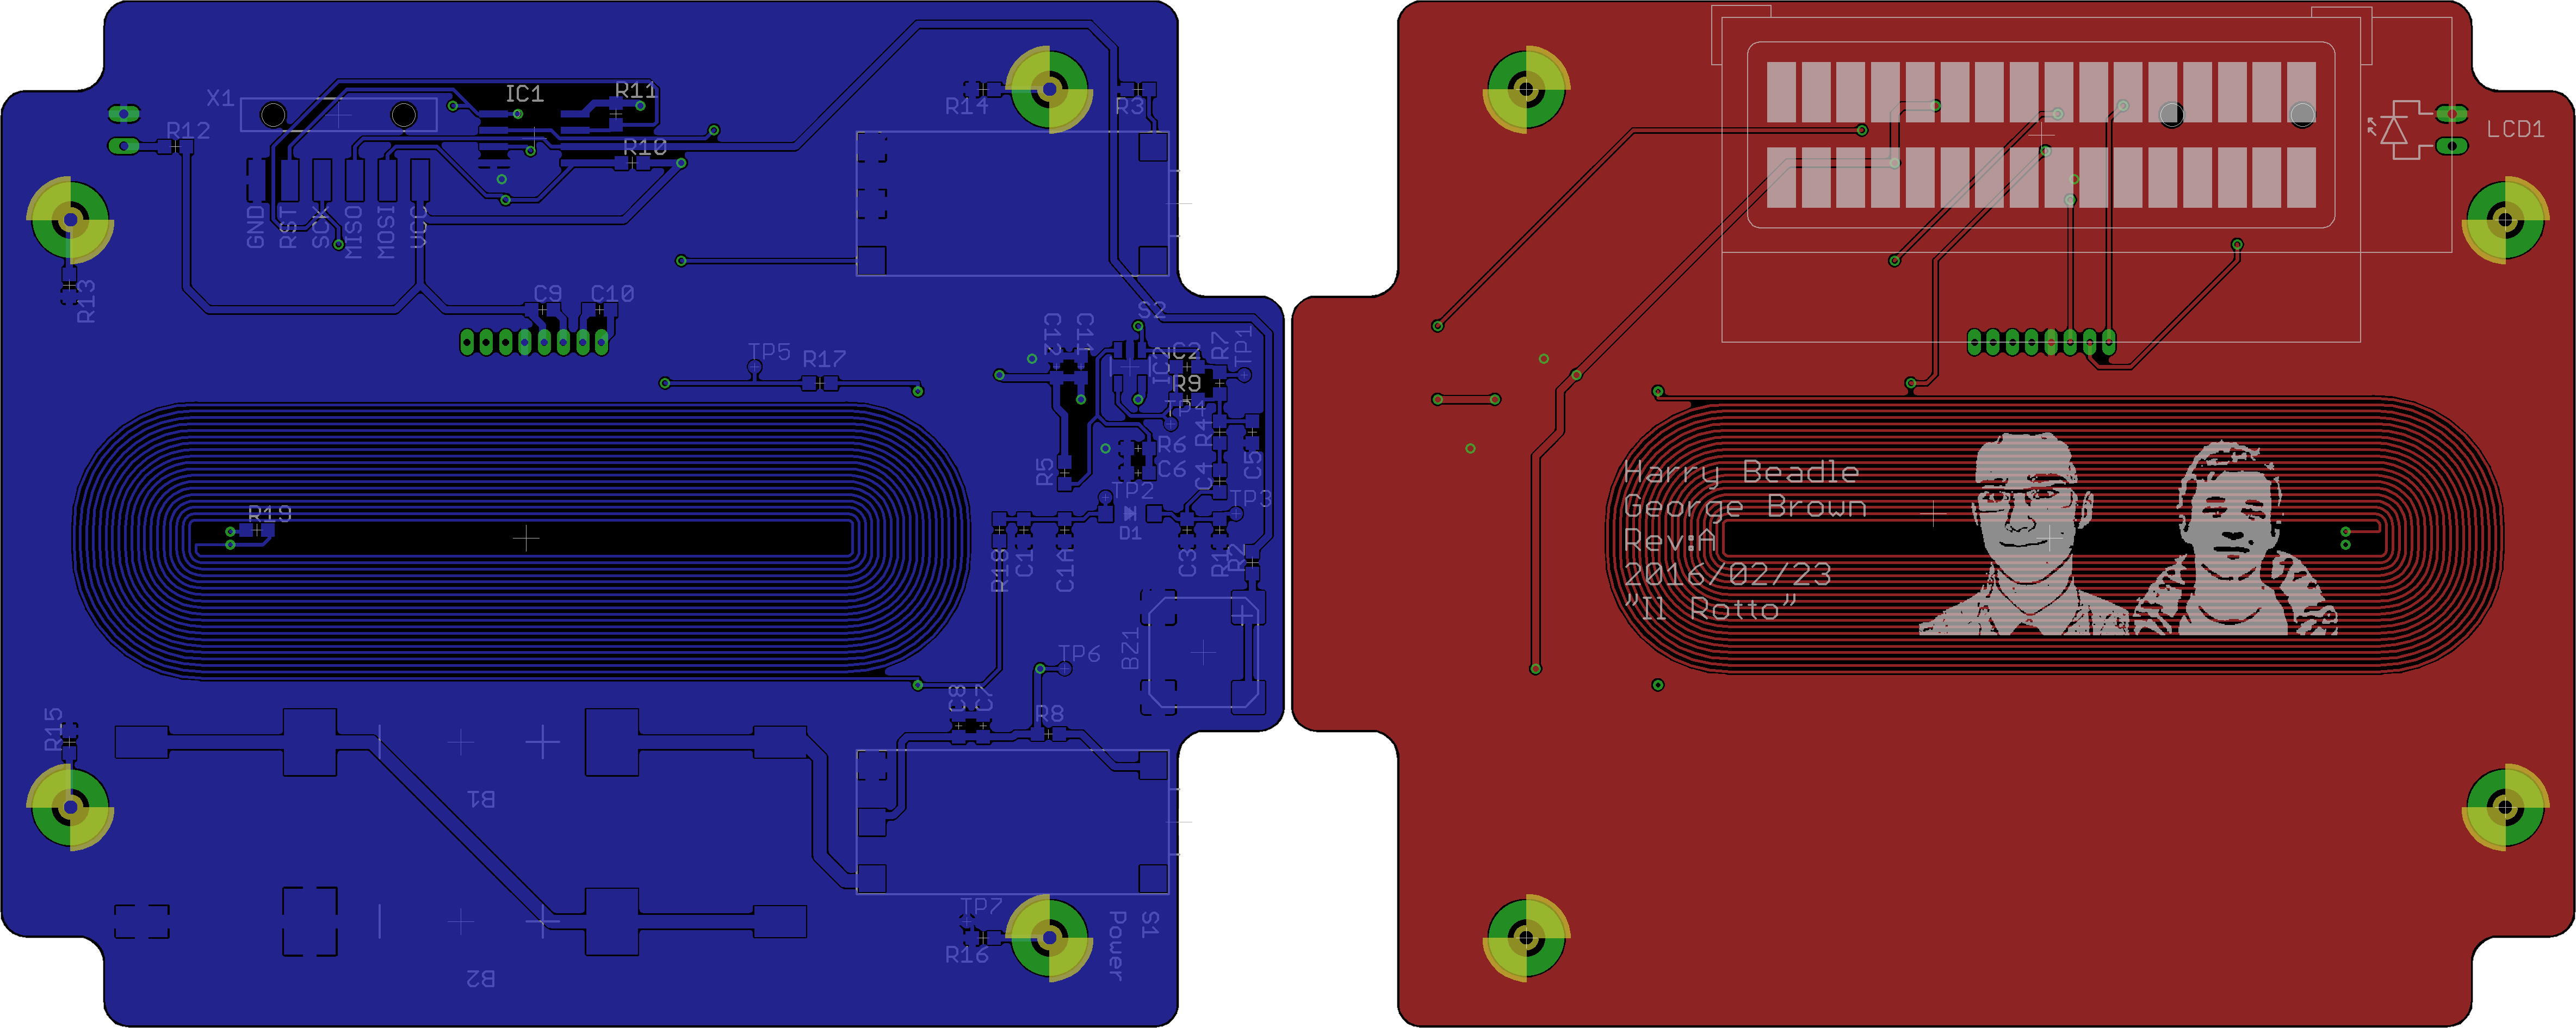 X1
IC1
R11
R14
R3
R12
R10
GND
RST
SCK
MISO
MOSI
VCC
R13
C9
C10
S2
TP5
R17
C12
C11
IC2
C2
R7
TP1
R9
TP4
R4
R5
R6
C6
C5
C4
TP2
TP3
R19
D1
R18
C1
C1A
C3
R1
R2
BZ1
TP6
C8
C7
R8
R15
B1
TP7
R16
S1
Power
B2
LCD1
Harry Beadle
George Brown
Rev:A
2016/02/23
"Il Rotto"